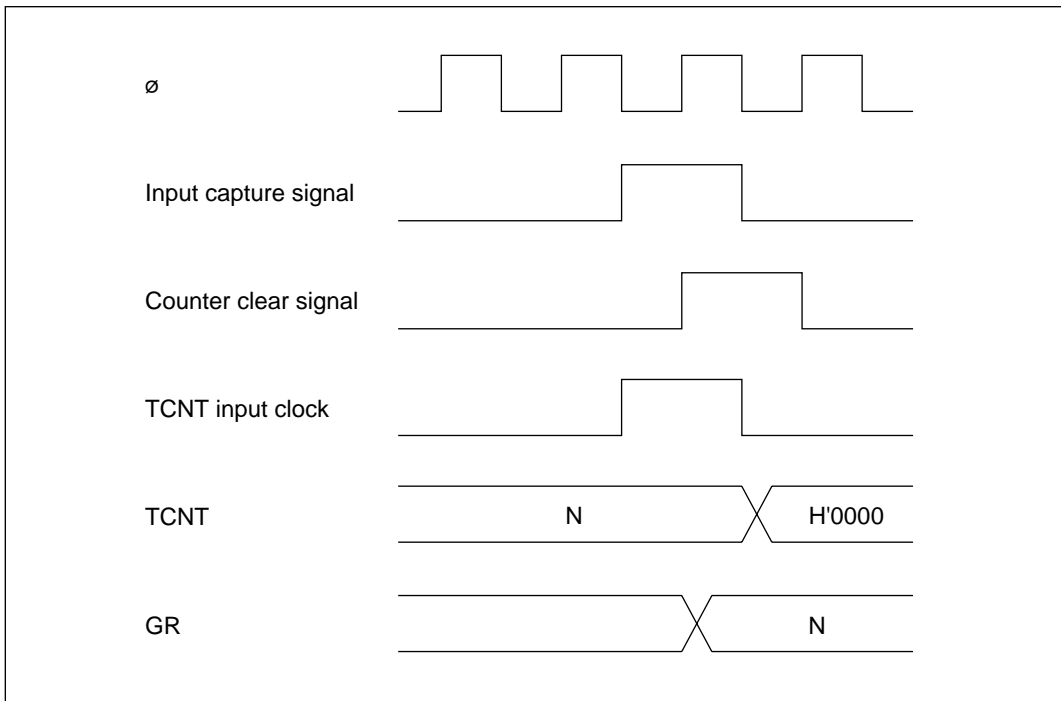 ø
Input capture signal
Counter clear signal
TCNT input clock
TCNT
N
H'0000
GR
N